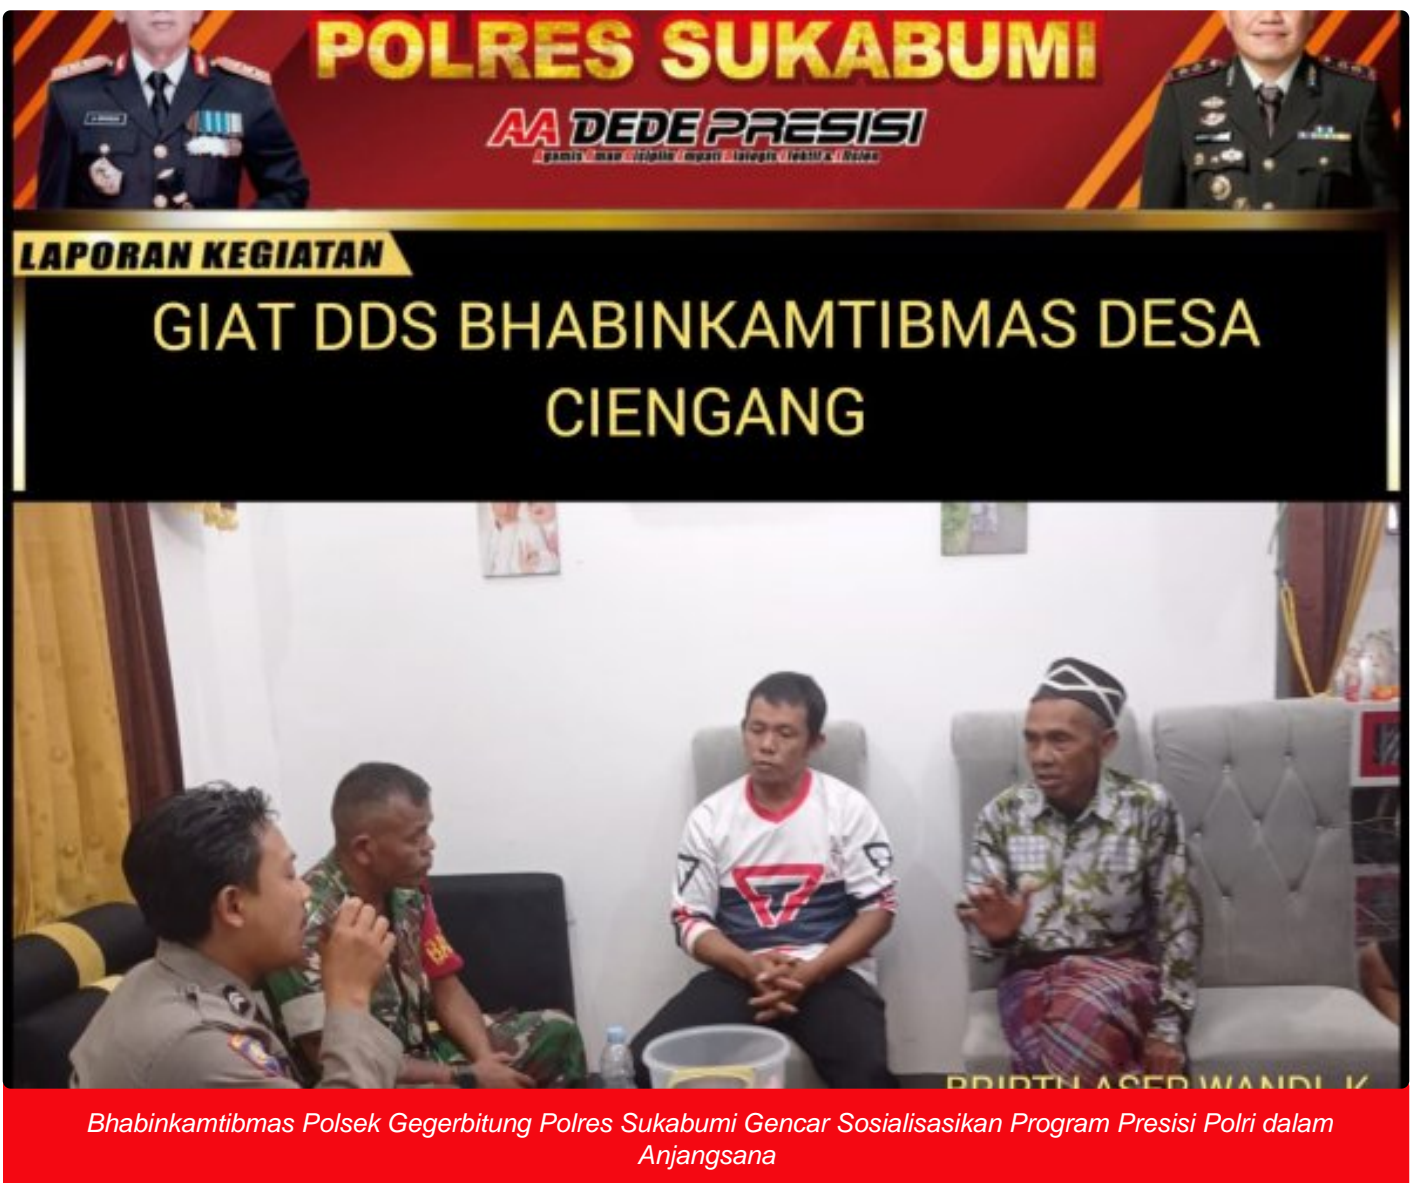 POLRES SUKABUMI
AA DEDE PRESISI
LAPORAN KEGIATAN
GIAT DDS BHABINKAMTIBMAS DESA
CIENGANG
Bhabinkamtibmas Polsek Gegerbitung Polres Sukabumi Gencar Sosialisasikan Program Presisi Polri dalam
Anjangsana